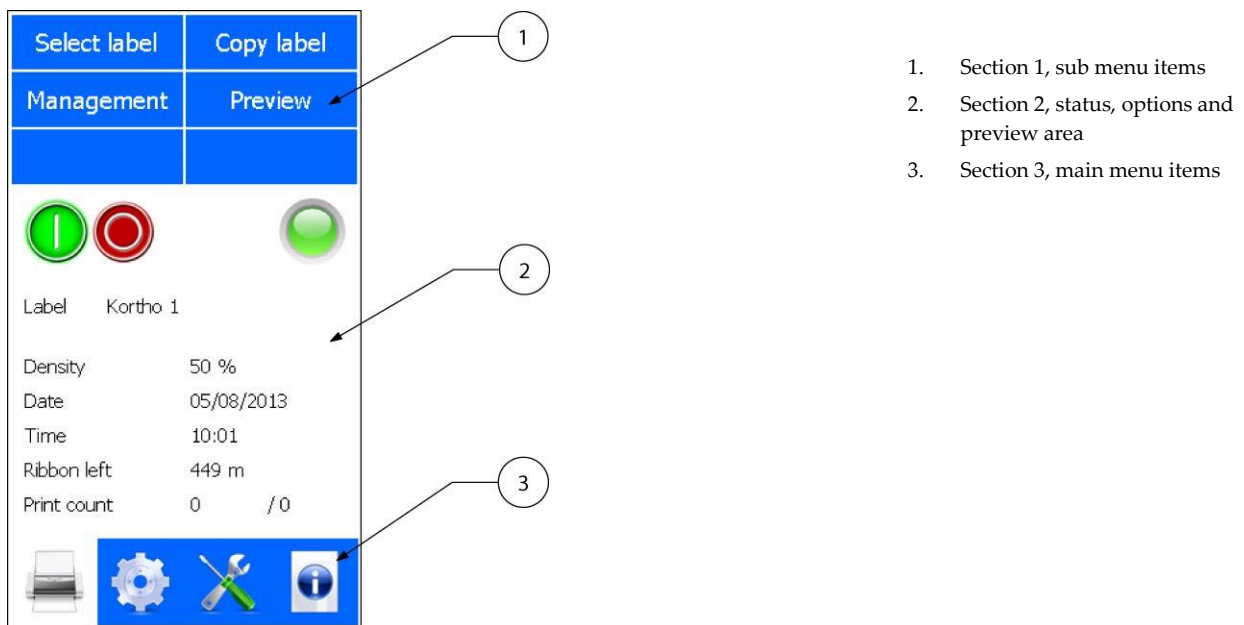 Select label Copy label
Management Preview
Label Kortho 1
Density 50 %
Date 05/08/2013
Time 10:01
Ribbon left 449 m
Print count 0 / 0
1
2
3
1. Section 1, sub menu items
2. Section 2, status, options and
preview area
3. Section 3, main menu items